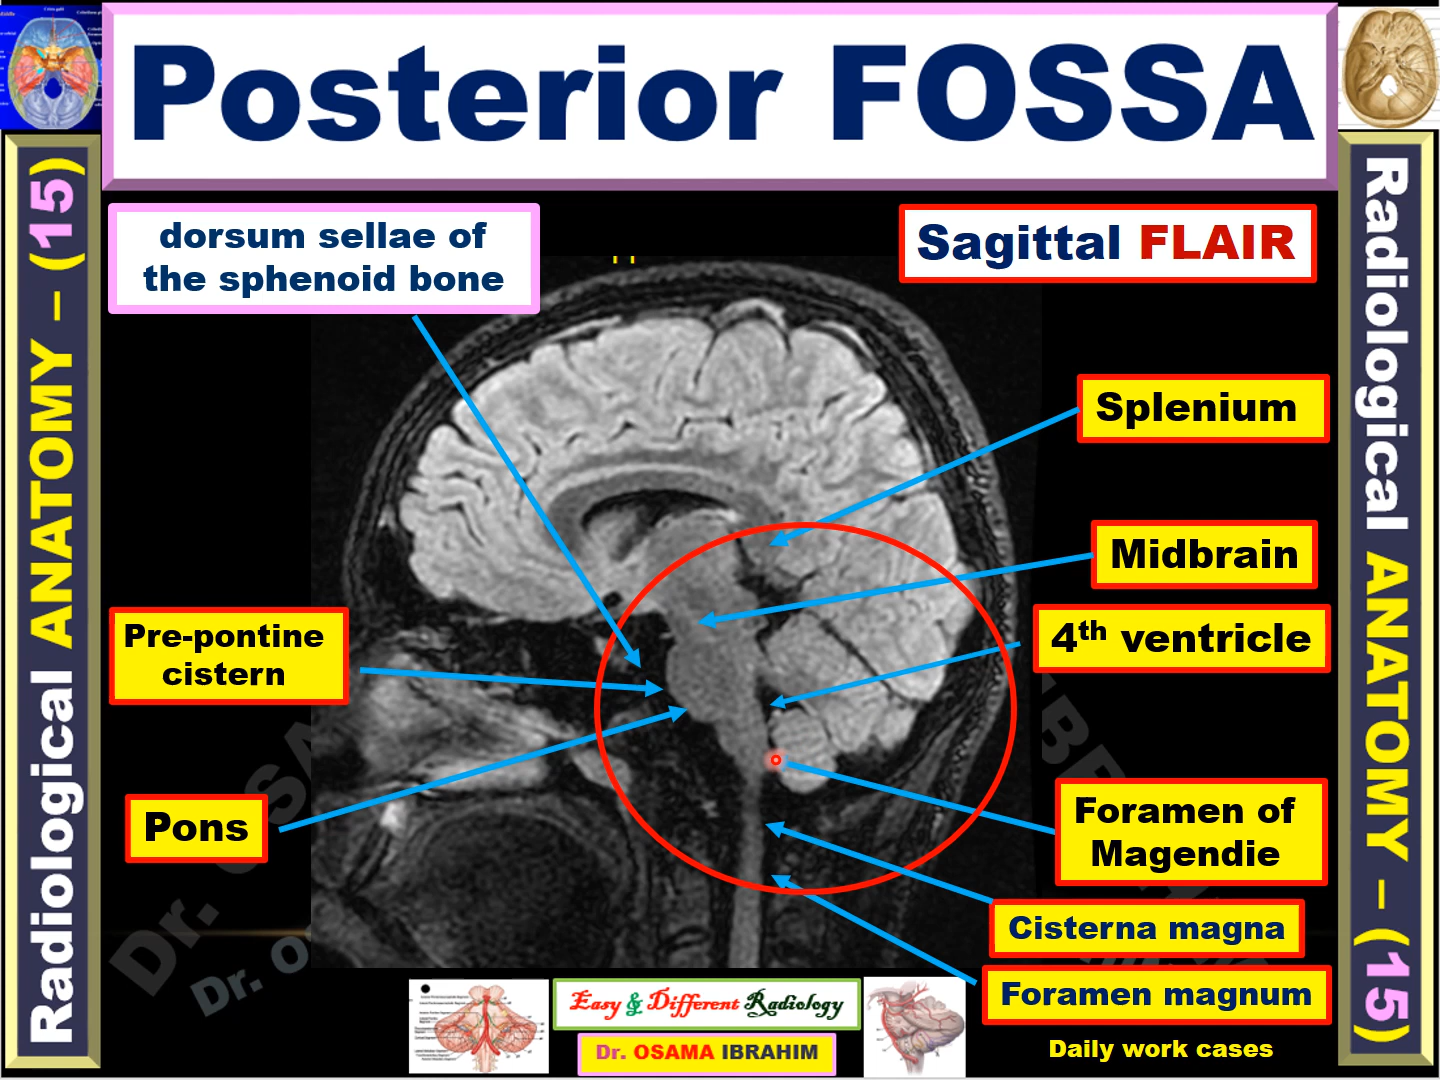 Posterior FOSSA
Radiological ANATOMY – (15)
Radiological ANATOMY – (15)
dorsum sellae of
the sphenoid bone
Sagittal FLAIR
Splenium
Midbrain
4th ventricle
Pre-pontine
cistern
Pons
Foramen of
Magendie
Cisterna magna
Foramen magnum
Easy & Different Radiology
Dr. OSAMA IBRAHIM
Daily work cases